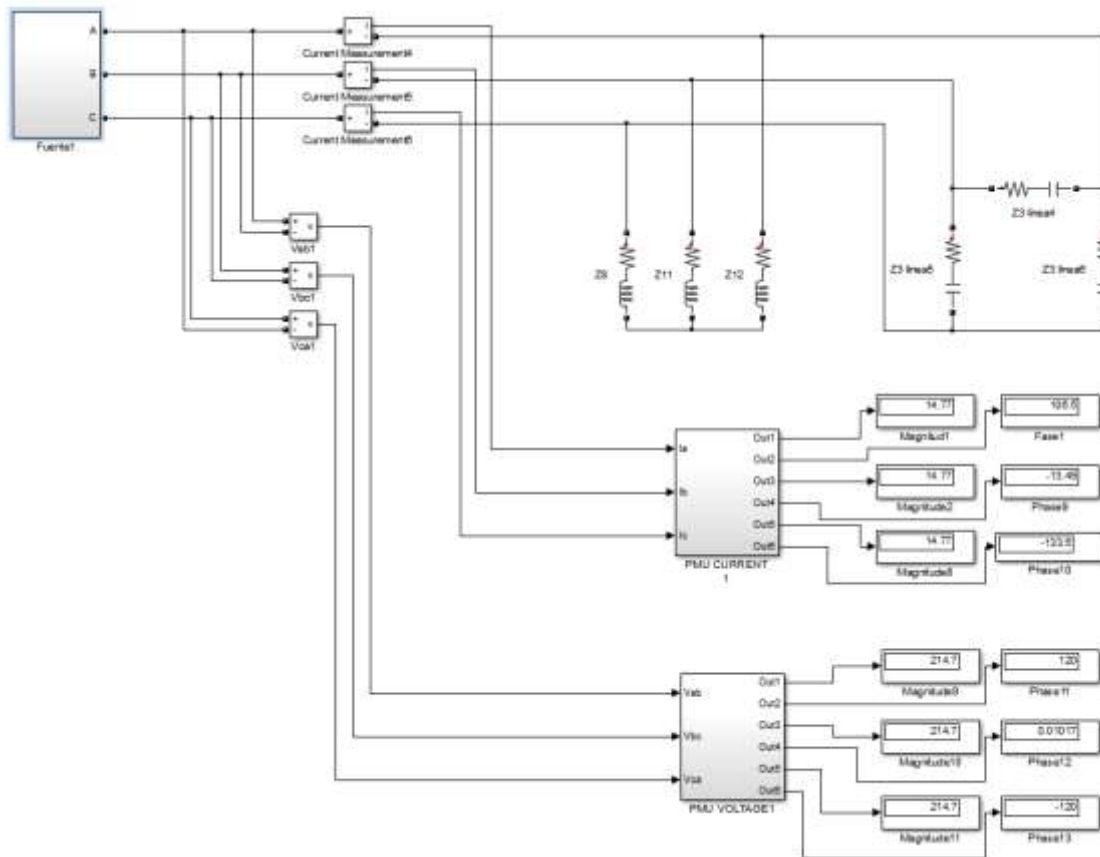 A
B
C
Fuente1
Current Measurement4
Current Measurement5
Current Measurement6
Vab1
Vbc1
Vca1
Z9
Z11
Z12
Z3 linea4
Z3 linea6
Z3 linea5
Ia
Ib
Ic
Out1
Out2
Out3
Out4
Out5
Out6
PMU CURRENT
1
14.77
Magnitud1
Fase1
14.77
Magnitude2
-13.48
Phase9
14.77
-133.5
Phase10
Vab
Vbc
Vca
Out1
Out2
Out3
Out4
Out5
Out6
PMU VOLTAGE1
214.7
Magnitude9
120
Phase11
214.7
Magnitude10
0.01017
Phase12
214.7
Magnitude11
-120
Phase13